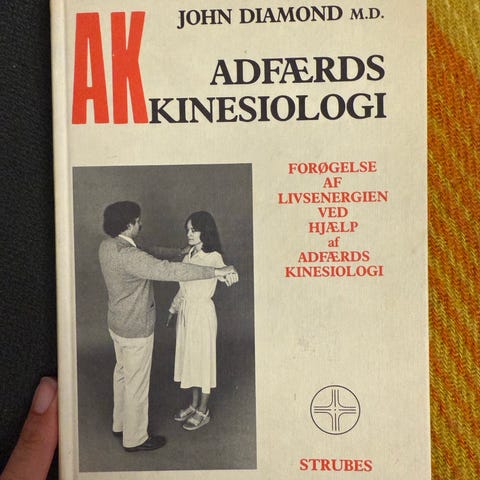 AK
JOHN DIAMOND M.D.
ADFÆRDS
KINESIOLOGI
FORØGELSE
AF
LIVSENERGIEN
VED
HJÆLP
af
ADFÆRDS
KINESIOLOGI
STRUBES